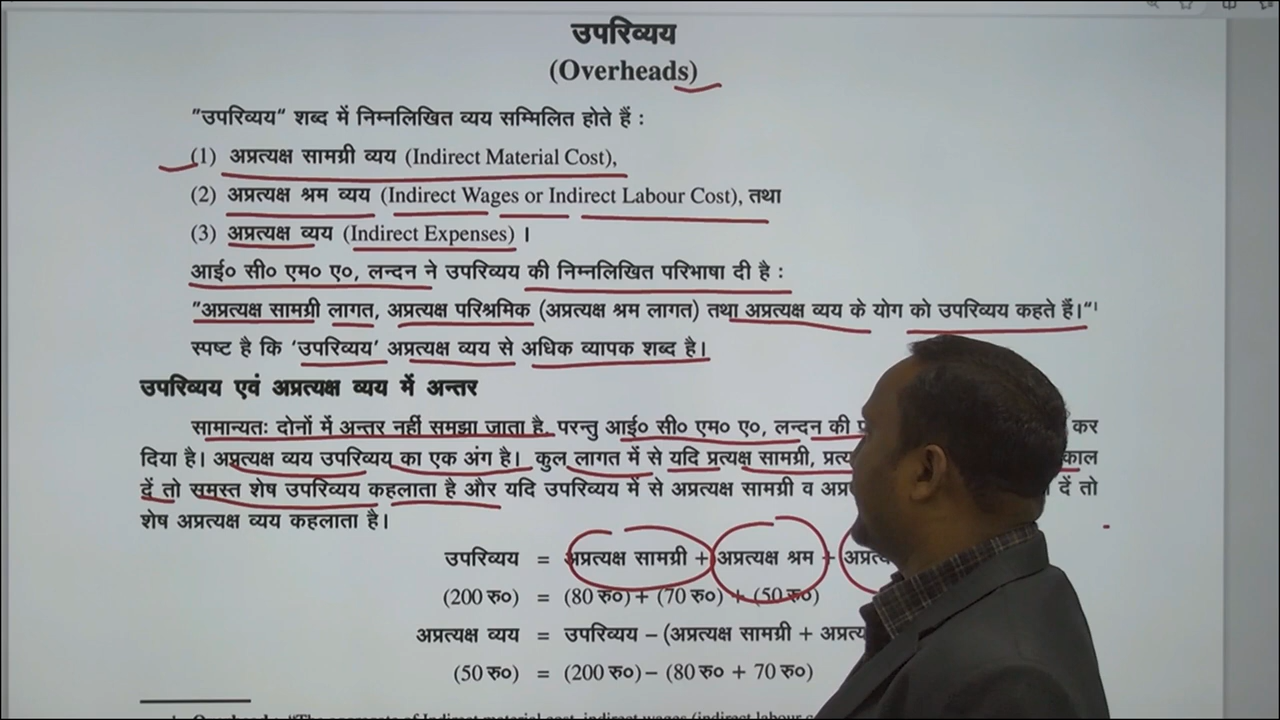 उपरिव्यय
(Overheads)
"उपरिव्यय" शब्द में निम्नलिखित व्यय सम्मिलित होते हैं :
(1) अप्रत्यक्ष सामग्री व्यय (Indirect Material Cost),
(2) अप्रत्यक्ष श्रम व्यय (Indirect Wages or Indirect Labour Cost), तथा
(3) अप्रत्यक्ष व्यय (Indirect Expenses) ।
आई० सी० एम० ए०, लन्दन ने उपरिव्यय की निम्नलिखित परिभाषा दी है :
"अप्रत्यक्ष सामग्री लागत, अप्रत्यक्ष परिश्रमिक (अप्रत्यक्ष श्रम लागत) तथा अप्रत्यक्ष व्यय के योग को उपरिव्यय कहते हैं।"¹
स्पष्ट है कि 'उपरिव्यय' अप्रत्यक्ष व्यय से अधिक व्यापक शब्द है।
उपरिव्यय एवं अप्रत्यक्ष व्यय में अन्तर
सामान्यतः दोनों में अन्तर नहीं समझा जाता है, परन्तु आई० सी० एम० ए०, लन्दन की कर
दिया है। अप्रत्यक्ष व्यय उपरिव्यय का एक अंग है। कुल लागत में से यदि प्रत्यक्ष सामग्री,
दें तो समस्त शेष उपरिव्यय कहलाता है और यदि उपरिव्यय में से अप्रत्यक्ष सामग्री व दें तो
शेष अप्रत्यक्ष व्यय कहलाता है।
उपरिव्यय = अप्रत्यक्ष सामग्री + अप्रत्यक्ष श्रम +
(200 रु०) = (80 रु०) + (70 रु०) + (50 रु०)
अप्रत्यक्ष व्यय = उपरिव्यय – (अप्रत्यक्ष सामग्री +
(50 रु०) = (200 रु०) – (80 रु० + 70 रु०)